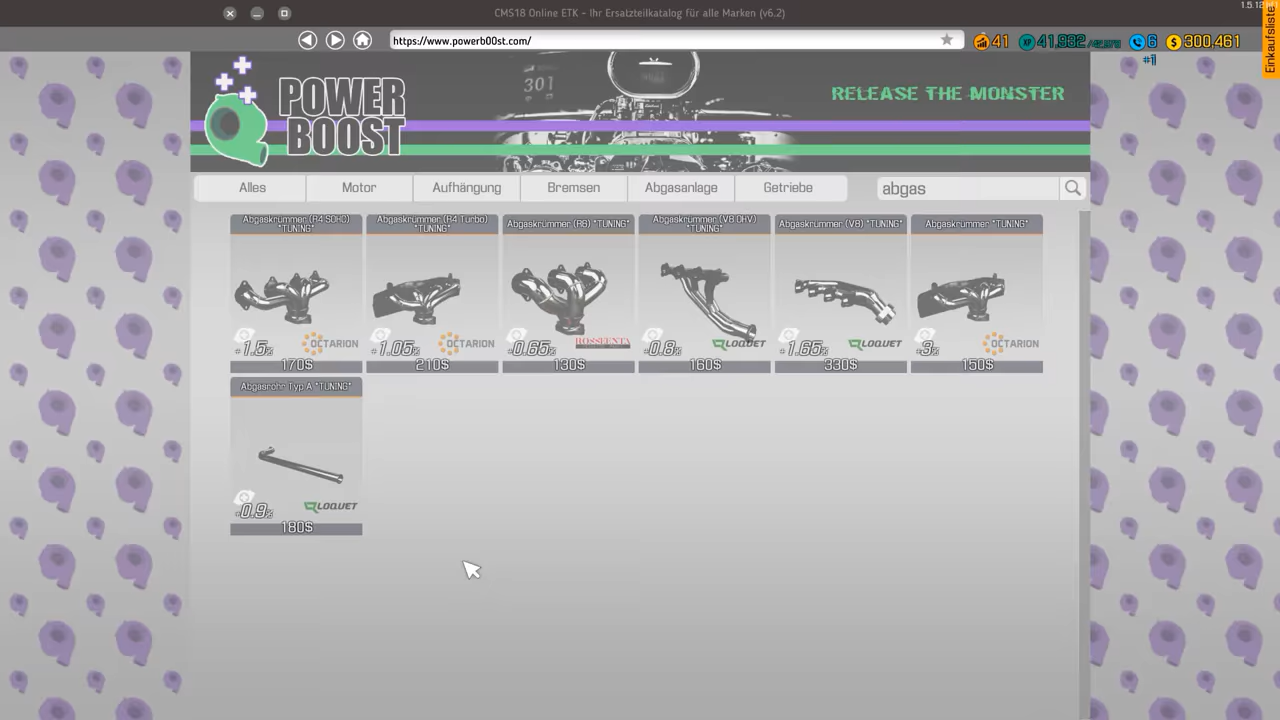 CMS18 Online ETK - Ihr Ersatzteilkatalog für alle Marken (v6.2)
https://www.powerb00st.com/
41
41,932
6
300.461
+1
Einkaufsliste
POWER
BOOST
301
RELEASE THE MONSTER
Alles
Motor
Aufhängung
Bremsen
Abgasanlage
Getriebe
abgas
Abgaskrümmer (R4 SOHC)
"TUNING"
+1.5%
OCTARION
170$
Abgaskrümmer (R4 Turbo)
"TUNING"
+1.05%
OCTARION
210$
Abgaskrümmer (R6) "TUNING"
+0.65%
130$
Abgaskrümmer (V8 OHV)
"TUNING"
+0.8%
LOQUET
160$
Abgaskrümmer (V8) "TUNING"
+1.65%
LOQUET
330$
Abgaskrümmer "TUNING"
OCTARION
150$
Abgasrohr Typ A "TUNING"
+0.9%
LOQUET
180$